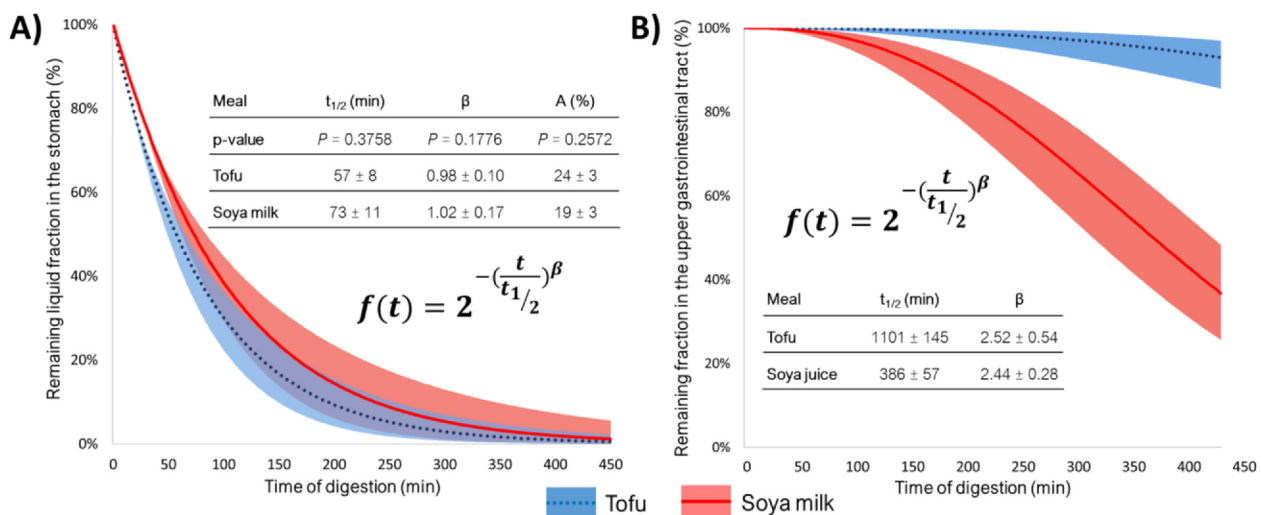 A)
Remaining liquid fraction in the stomach (%)
100%
80%
60%
40%
20%
0%
Meal t1/2 (min) β A (%)
p-value P = 0.3758 P = 0.1776 P = 0.2572
Tofu 57 ± 8 0.98 ± 0.10 24 ± 3
Soya milk 73 ± 11 1.02 ± 0.17 19 ± 3
f(t) = 2^-(t/t1/2)^β
0 50 100 150 200 250 300 350 400 450
Time of digestion (min)
B)
Remaining fraction in the upper gastrointestinal tract (%)
100%
80%
60%
40%
20%
0%
f(t) = 2^-(t/t1/2)^β
Meal t1/2 (min) β
Tofu 1101 ± 145 2.52 ± 0.54
Soya juice 386 ± 57 2.44 ± 0.28
0 50 100 150 200 250 300 350 400 450
Time of digestion (min)
Tofu Soya milk